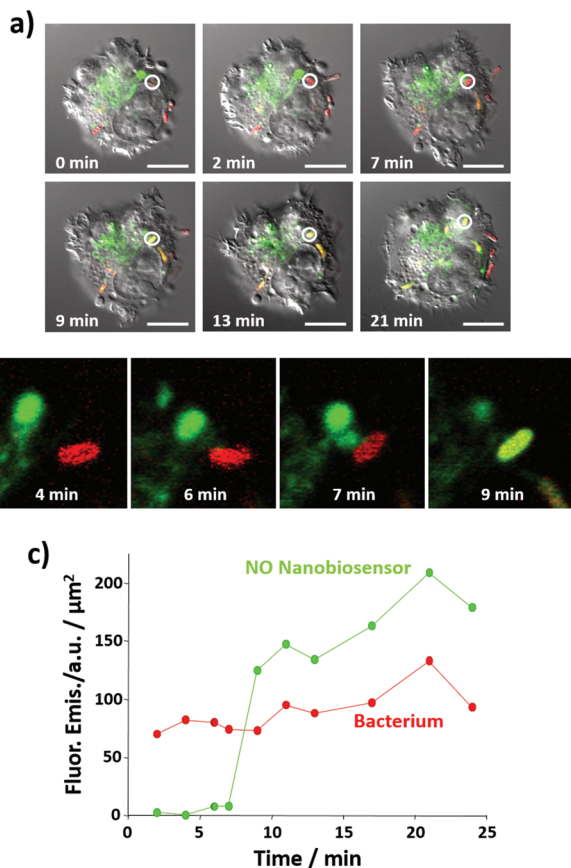 a)
0 min
2 min
7 min
9 min
13 min
21 min
4 min
6 min
7 min
9 min
c)
NO Nanobiosensor
Bacterium
Fluor. Emis./a.u. / μm²
200
150
100
50
0
0
5
10
15
20
25
Time / min